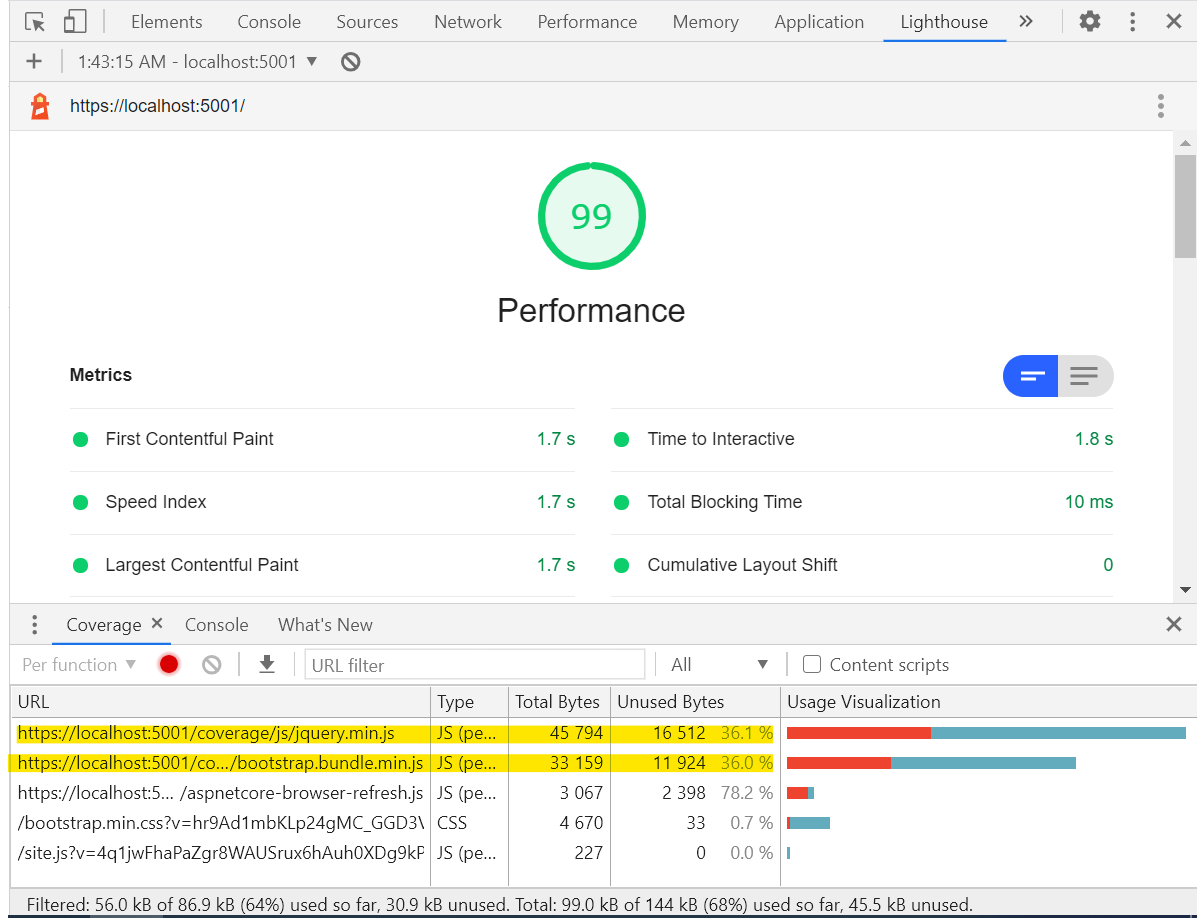 Elements Console Sources Network Performance Memory Application Lighthouse
1:43:15 AM - localhost:5001
https://localhost:5001/
99
Performance
Metrics
First Contentful Paint 1.7 s Time to Interactive 1.8 s
Speed Index 1.7 s Total Blocking Time 10 ms
Largest Contentful Paint 1.7 s Cumulative Layout Shift 0
Coverage Console What's New
Per function URL filter All Content scripts
URL Type Total Bytes Unused Bytes Usage Visualization
https://localhost:5001/coverage/js/jquery.min.js JS (pe... 45 794 16 512 36.1 %
https://localhost:5001/co.../bootstrap.bundle.min.js JS (pe... 33 159 11 924 36.0 %
https://localhost:5... /aspnetcore-browser-refresh.js JS (pe... 3 067 2 398 78.2 %
/bootstrap.min.css?v=hr9Ad1mbKLp24gMC_GGD3V CSS 4 670 33 0.7 %
/site.js?v=4q1jwFhaPaZgr8WAUSrux6hAuh0XDg9kP JS (pe... 227 0 0.0 %
Filtered: 56.0 kB of 86.9 kB (64%) used so far, 30.9 kB unused. Total: 99.0 kB of 144 kB (68%) used so far, 45.5 kB unused.